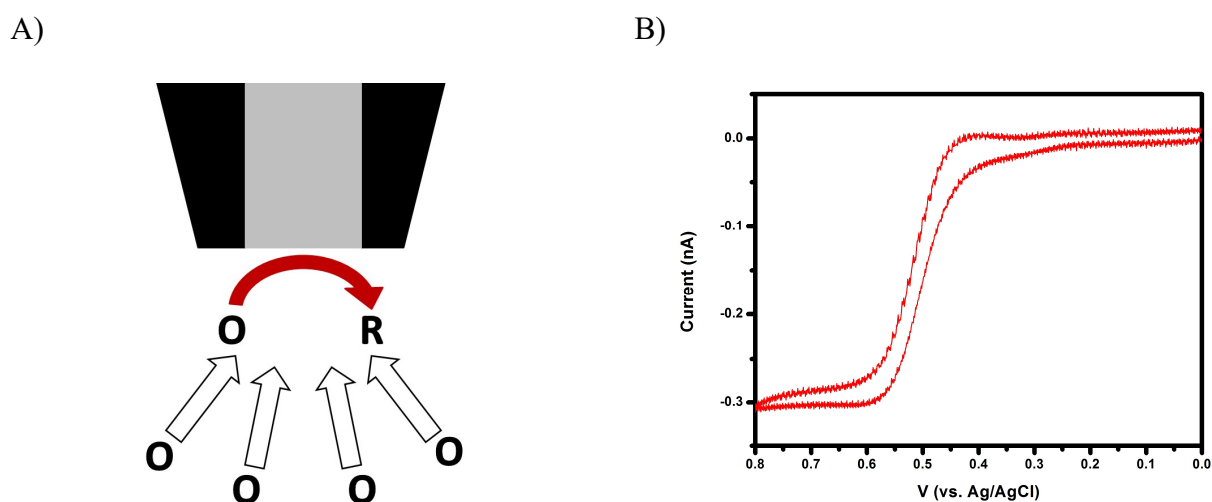 A)
B)
O R
O O O O
0.0
-0.1
-0.2
-0.3
Current (nA)
0.8 0.7 0.6 0.5 0.4 0.3 0.2 0.1 0.0
V (vs. Ag/AgCl)